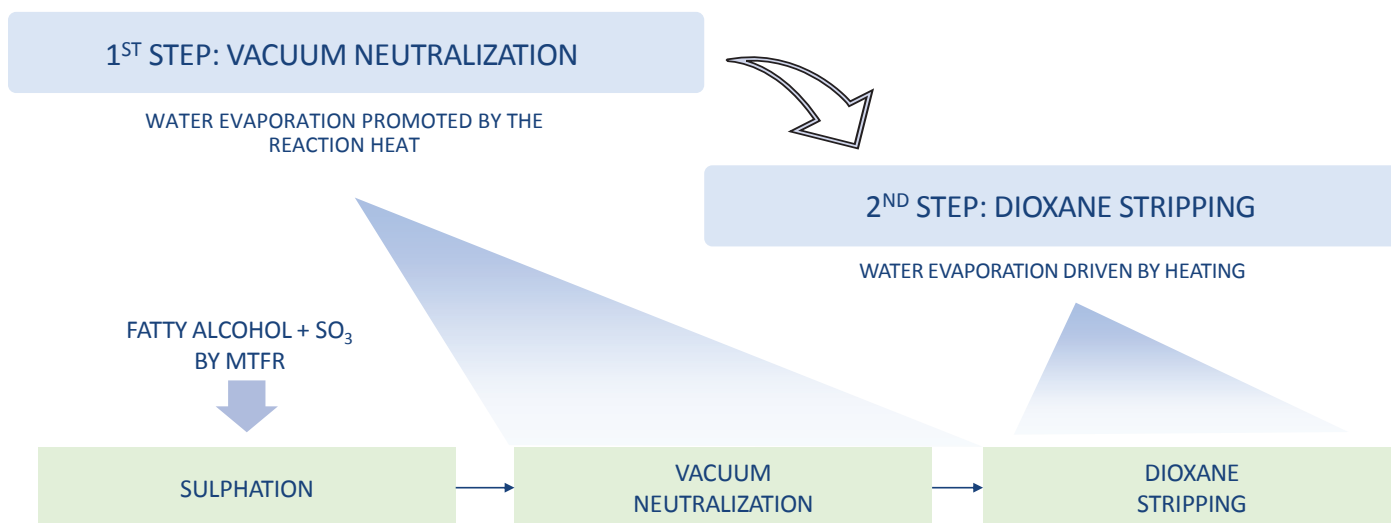 1ST STEP: VACUUM NEUTRALIZATION
WATER EVAPORATION PROMOTED BY THE
REACTION HEAT
2ND STEP: DIOXANE STRIPPING
WATER EVAPORATION DRIVEN BY HEATING
FATTY ALCOHOL + SO3
BY MTFR
SULPHATION
VACUUM
NEUTRALIZATION
DIOXANE
STRIPPING